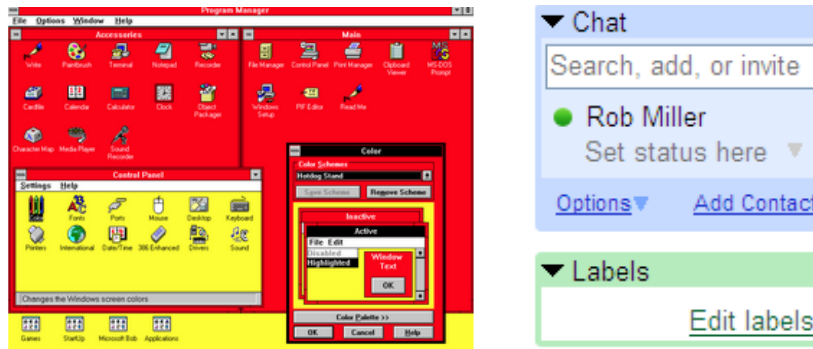 Program Manager
File Options Window Help
Accessories
Write Paintbrush Terminal Notepad Recorder
Cardfile Calendar Calculator Clock Object Packager
Character Map Media Player Sound Recorder
Main
File Manager Control Panel Print Manager Clipboard Viewer MS-DOS Prompt
Windows Setup PIF Editor Read Me
Control Panel
Settings Help
Color Fonts Ports Mouse Desktop Keyboard
Printers International Date/Time 386 Enhanced Drivers Sound
Changes the Windows screen colors
Games StartUp Microsoft Bob Applications
Color
Color Schemes
Hotdog Stand
Save Scheme Remove Scheme
Inactive
Active
File Edit
Disabled
Highlighted
Window
Text
OK
Color Palette >>
OK Cancel Help
Chat
Search, add, or invite
Rob Miller
Set status here
Options Add Contact
Labels
Edit labels